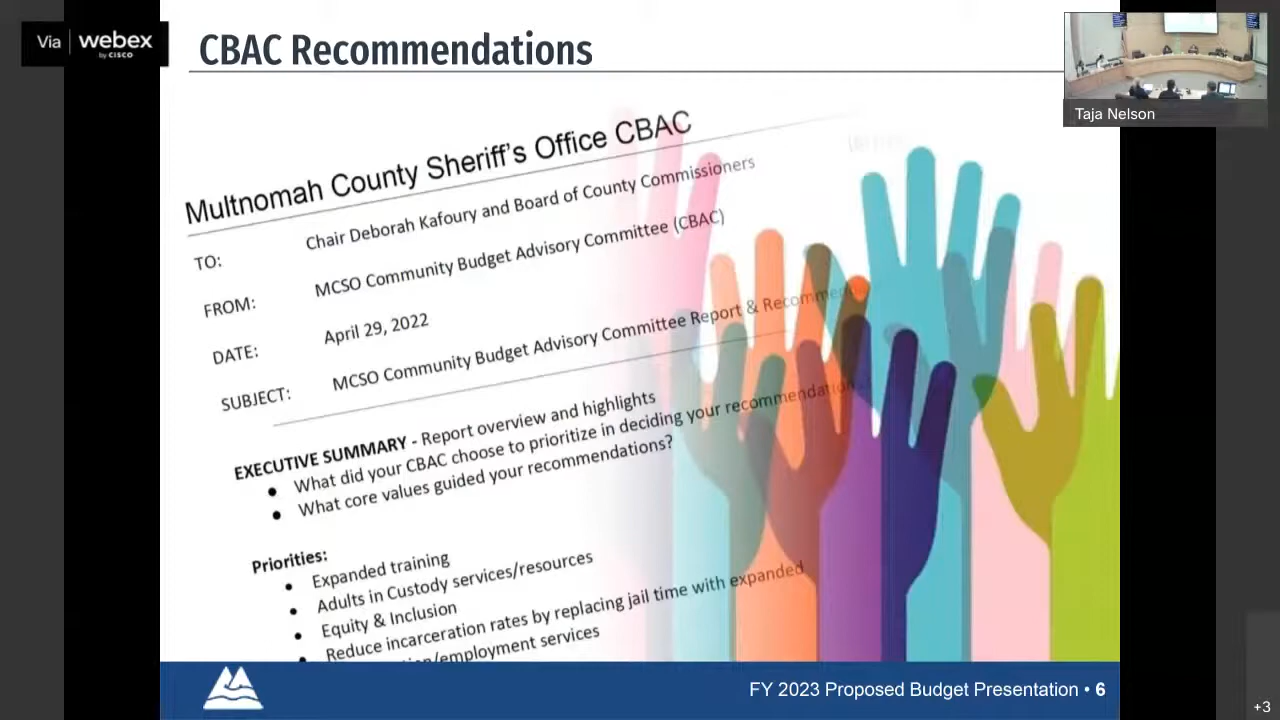 Via webex
by CISCO
CBAC Recommendations
Taja Nelson
Multnomah County Sheriff's Office CBAC
TO: Chair Deborah Kafoury and Board of County Commissioners
FROM: MCSO Community Budget Advisory Committee (CBAC)
DATE: April 29, 2022
SUBJECT: MCSO Community Budget Advisory Committee Report &
EXECUTIVE SUMMARY - Report overview and highlights
• What did your CBAC choose to prioritize in deciding your recommendation
• What core values guided your recommendations?
Priorities:
• Expanded training
• Adults in Custody services/resources
• Equity & Inclusion
• Reduce incarceration rates by replacing jail time with expanded
/employment services
FY 2023 Proposed Budget Presentation • 6
+3